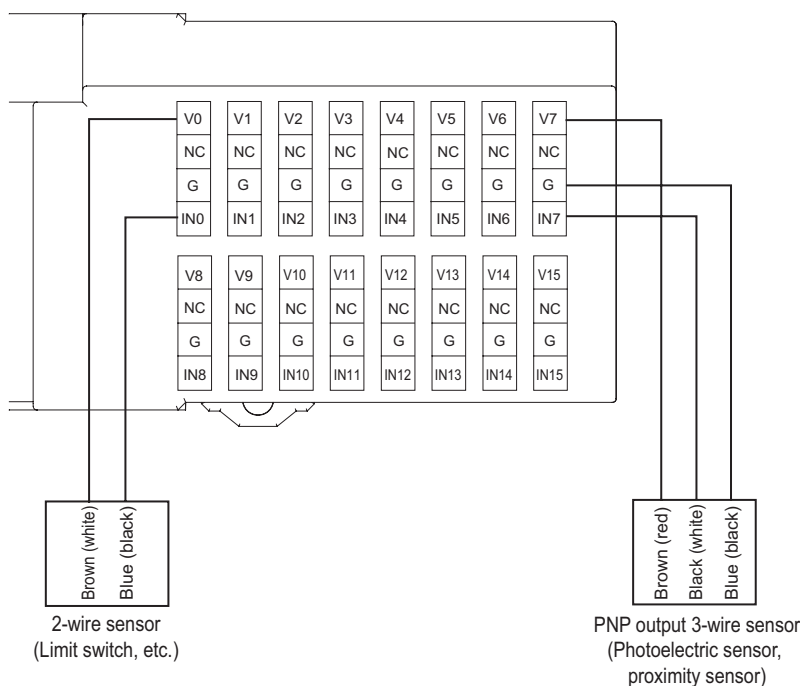 V0 V1 V2 V3 V4 V5 V6 V7
NC NC NC NC NC NC NC NC
G G G G G G G G
IN0 IN1 IN2 IN3 IN4 IN5 IN6 IN7
V8 V9 V10 V11 V12 V13 V14 V15
NC NC NC NC NC NC NC NC
G G G G G G G G
IN8 IN9 IN10 IN11 IN12 IN13 IN14 IN15
Brown (white)
Blue (black)
2-wire sensor
(Limit switch, etc.)
Brown (red)
Black (white)
Blue (black)
PNP output 3-wire sensor
(Photoelectric sensor,
proximity sensor)